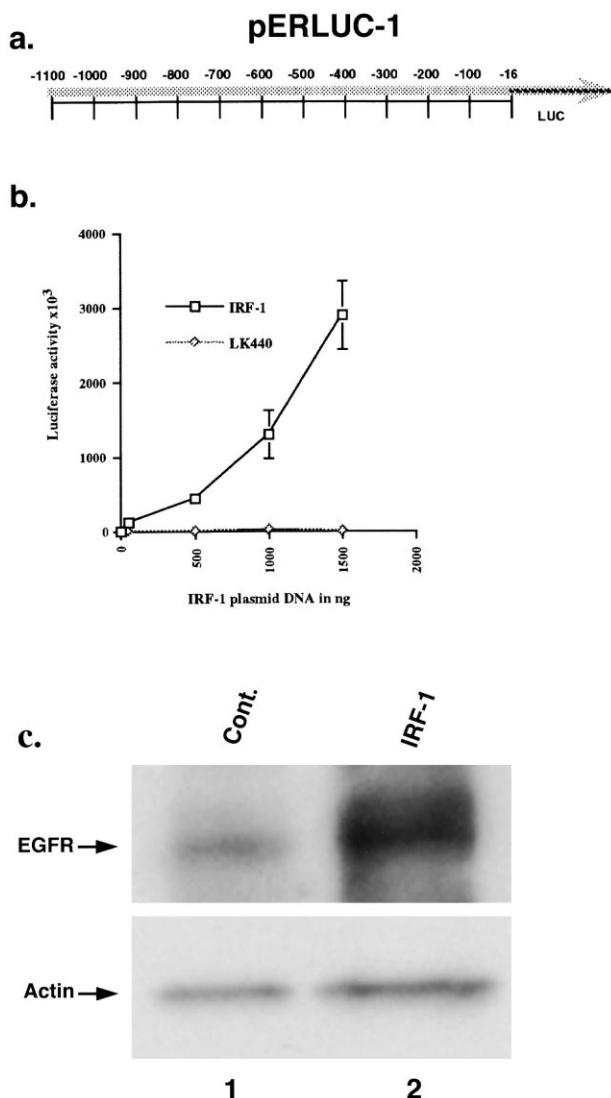 a.
pERLUC-1
-1100 -1000 -900 -800 -700 -600 -500 -400 -300 -200 -100 -16
LUC
b.
4000
3000
2000
1000
0
Luciferase activity x10³
IRF-1
LK440
0 500 1000 1500 2000
IRF-1 plasmid DNA in ng
c.
Cont. IRF-1
EGFR
Actin
1 2